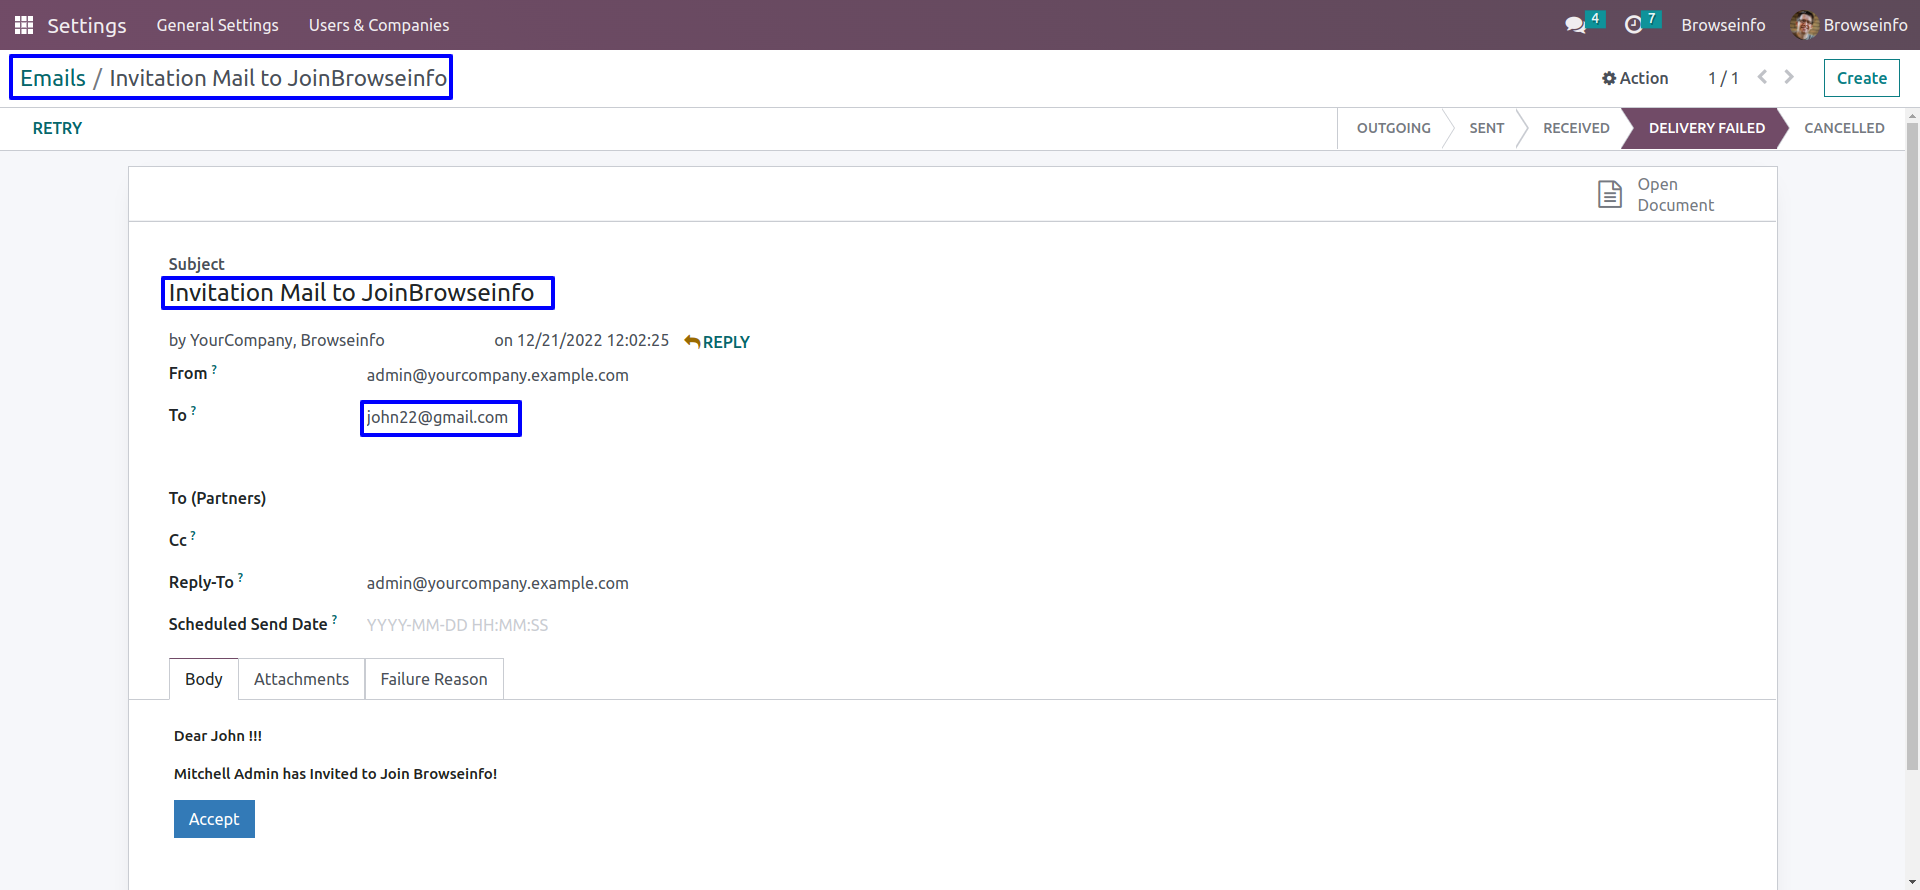 Settings General Settings Users & Companies 4 7 Browseinfo Browseinfo
Emails / Invitation Mail to JoinBrowseinfo Action 1 / 1 Create
RETRY OUTGOING SENT RECEIVED DELIVERY FAILED CANCELLED
Open
Document
Subject
Invitation Mail to JoinBrowseinfo
by YourCompany, Browseinfo on 12/21/2022 12:02:25 REPLY
From ? admin@yourcompany.example.com
To ? john22@gmail.com
To (Partners)
Cc ?
Reply-To ? admin@yourcompany.example.com
Scheduled Send Date ? YYYY-MM-DD HH:MM:SS
Body Attachments Failure Reason
Dear John !!!
Mitchell Admin has Invited to Join Browseinfo!
Accept